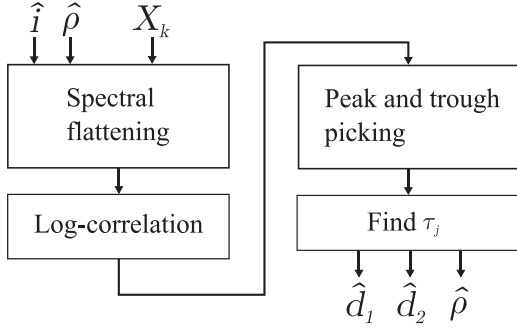 î ρ̂ X_k
Spectral
flattening
Log-correlation
Peak and trough
picking
Find τ_j
d̂_1 d̂_2 ρ̂